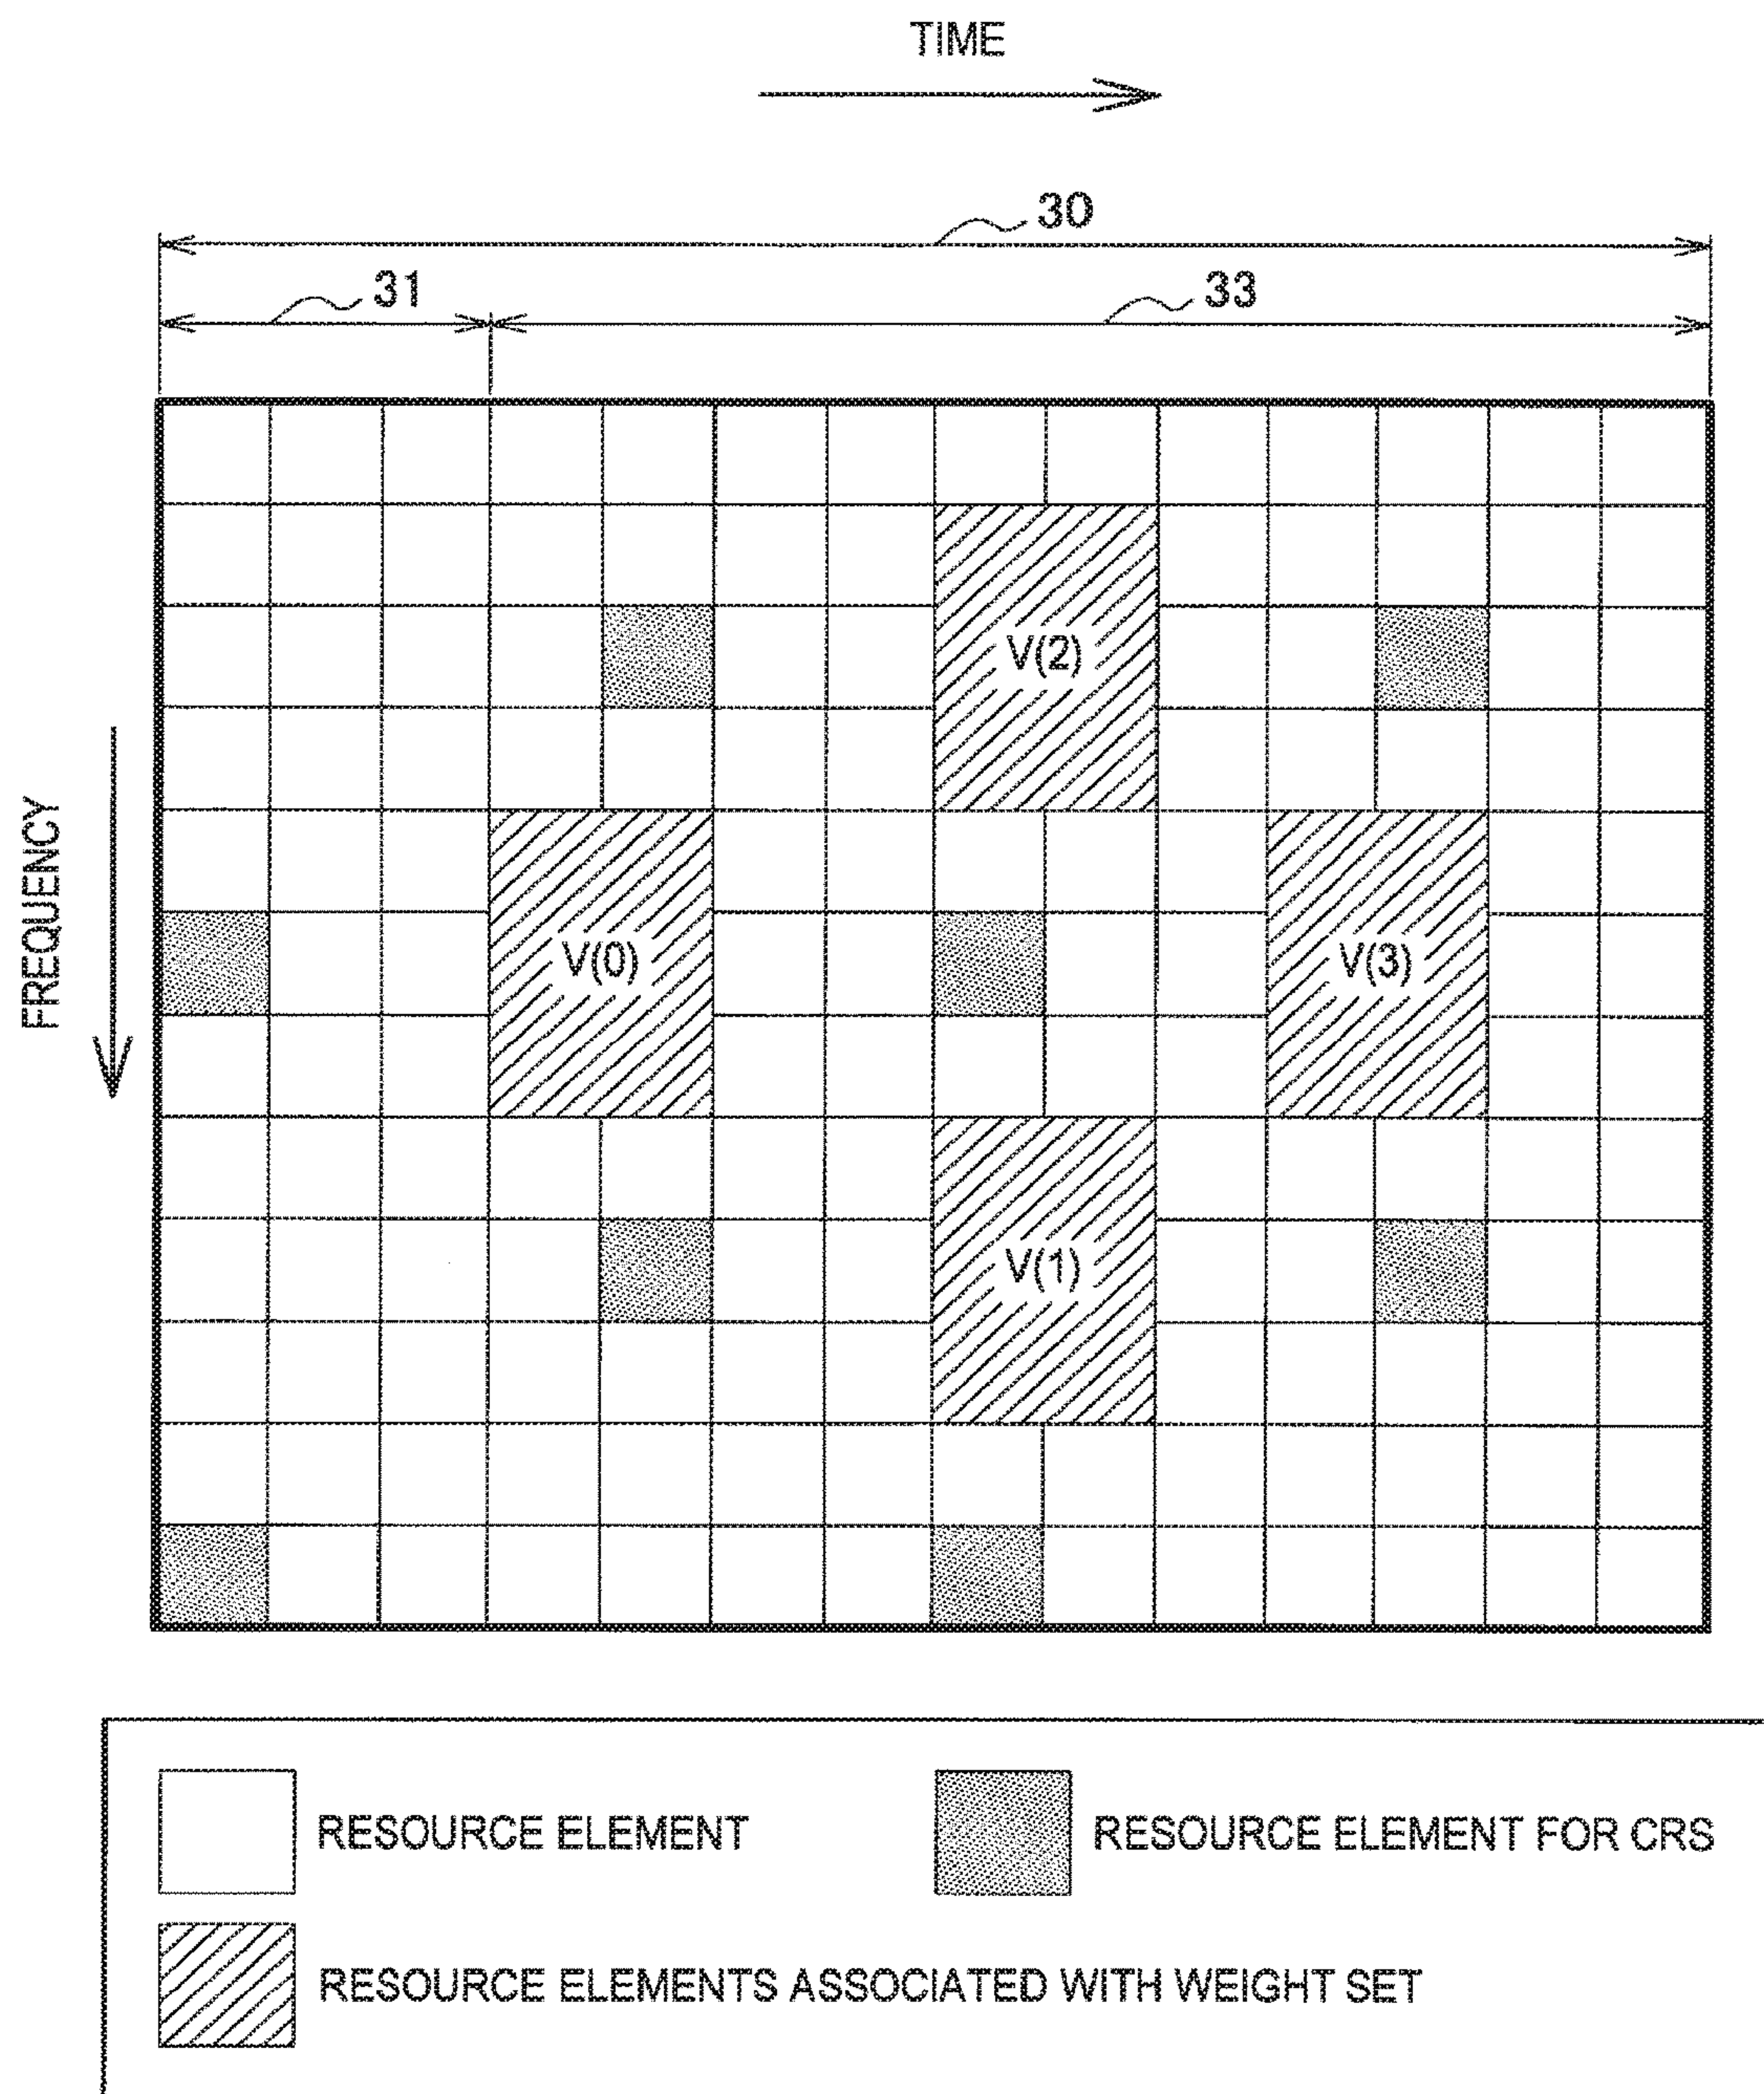 TIME
30
31
33
V(2)
FREQUENCY
V(0)
V(3)
V(1)
RESOURCE ELEMENT
RESOURCE ELEMENT FOR CRS
RESOURCE ELEMENTS ASSOCIATED WITH WEIGHT SET